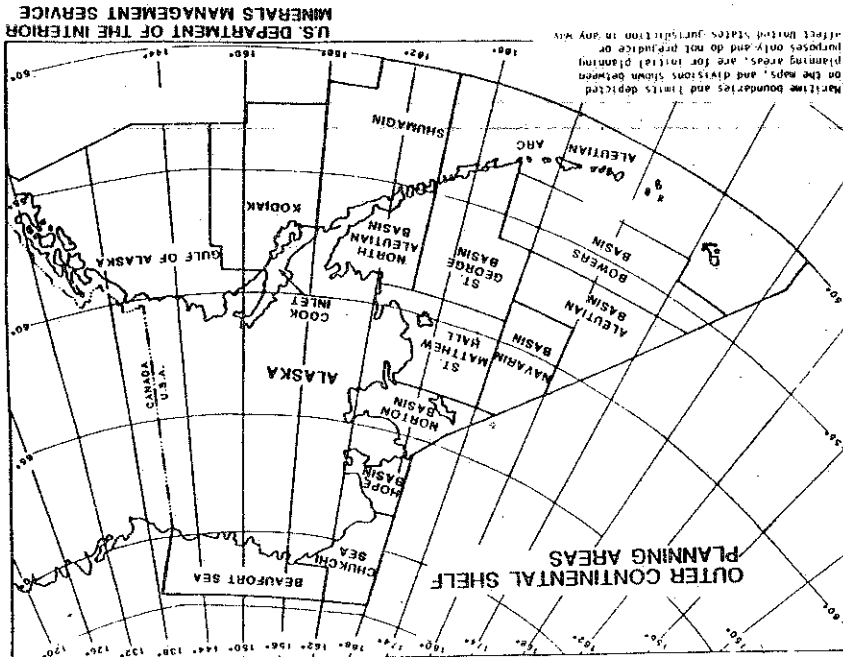 OUTER CONTINENTAL SHELF
PLANNING AREAS
BEAUFORT SEA
CHUKCHI
SEA
HOPE
BASIN
NORTON
BASIN
ALASKA
CANADA
U.S.A.
NAVARIN
BASIN
ST.
MATTHEW
HALL
ALEUTIAN
BASIN
BOWERS
BASIN
ST.
GEORGE
BASIN
NORTH
ALEUTIAN
BASIN
COOK
INLET
GULF OF ALASKA
KODIAK
SHUMAGIN
ALEUTIAN
ARC
Maritime boundaries and limits depicted
on the maps, and divisions shown between
planning areas, are for initial planning
purposes only and do not prejudice or
affect United States jurisdiction in any way
U.S. DEPARTMENT OF THE INTERIOR
MINERALS MANAGEMENT SERVICE